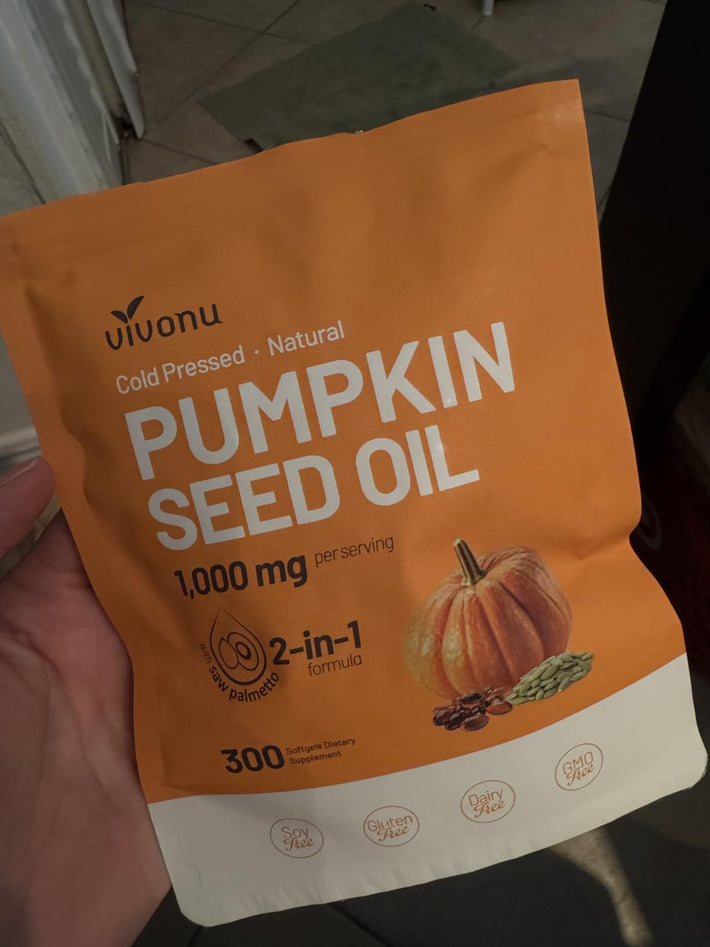 vivonu
Cold Pressed · Natural
PUMPKIN
SEED OIL
1,000 mg per serving
with saw palmetto
2-in-1
formula
300 Softgels Dietary
Supplement
Soy
Free
Gluten
Free
Dairy
Free
GMO
Free